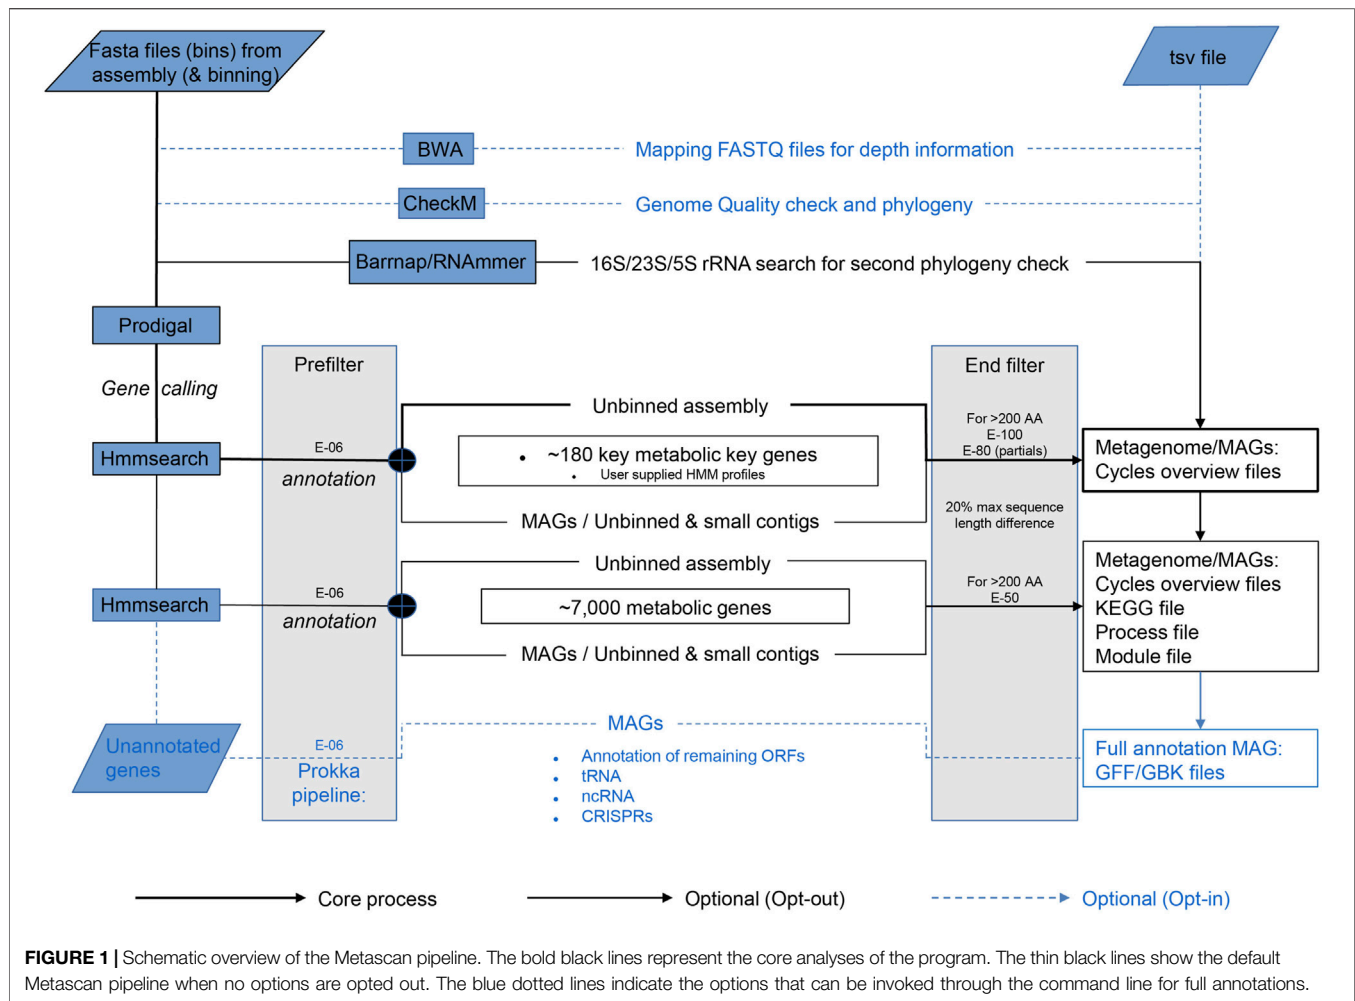 Fasta files (bins) from
assembly (& binning)
tsv file
BWA
Mapping FASTQ files for depth information
CheckM
Genome Quality check and phylogeny
Barrnap/RNAmmer
16S/23S/5S rRNA search for second phylogeny check
Prodigal
Gene calling
Prefilter
End filter
Unbinned assembly
For >200 AA
E-100
E-80 (partials)
Hmmsearch
E-06
annotation
• ~180 key metabolic key genes
• User supplied HMM profiles
Metagenome/MAGs:
Cycles overview files
MAGs / Unbinned & small contigs
20% max sequence
length difference
Unbinned assembly
Hmmsearch
E-06
annotation
~7,000 metabolic genes
For >200 AA
E-50
Metagenome/MAGs:
Cycles overview files
KEGG file
Process file
Module file
MAGs / Unbinned & small contigs
MAGs
Unannotated
genes
E-06
Prokka
pipeline:
• Annotation of remaining ORFs
• tRNA
• ncRNA
• CRISPRs
Full annotation MAG:
GFF/GBK files
Core process
Optional (Opt-out)
Optional (Opt-in)
FIGURE 1 | Schematic overview of the Metascan pipeline. The bold black lines represent the core analyses of the program. The thin black lines show the default
Metascan pipeline when no options are opted out. The blue dotted lines indicate the options that can be invoked through the command line for full annotations.